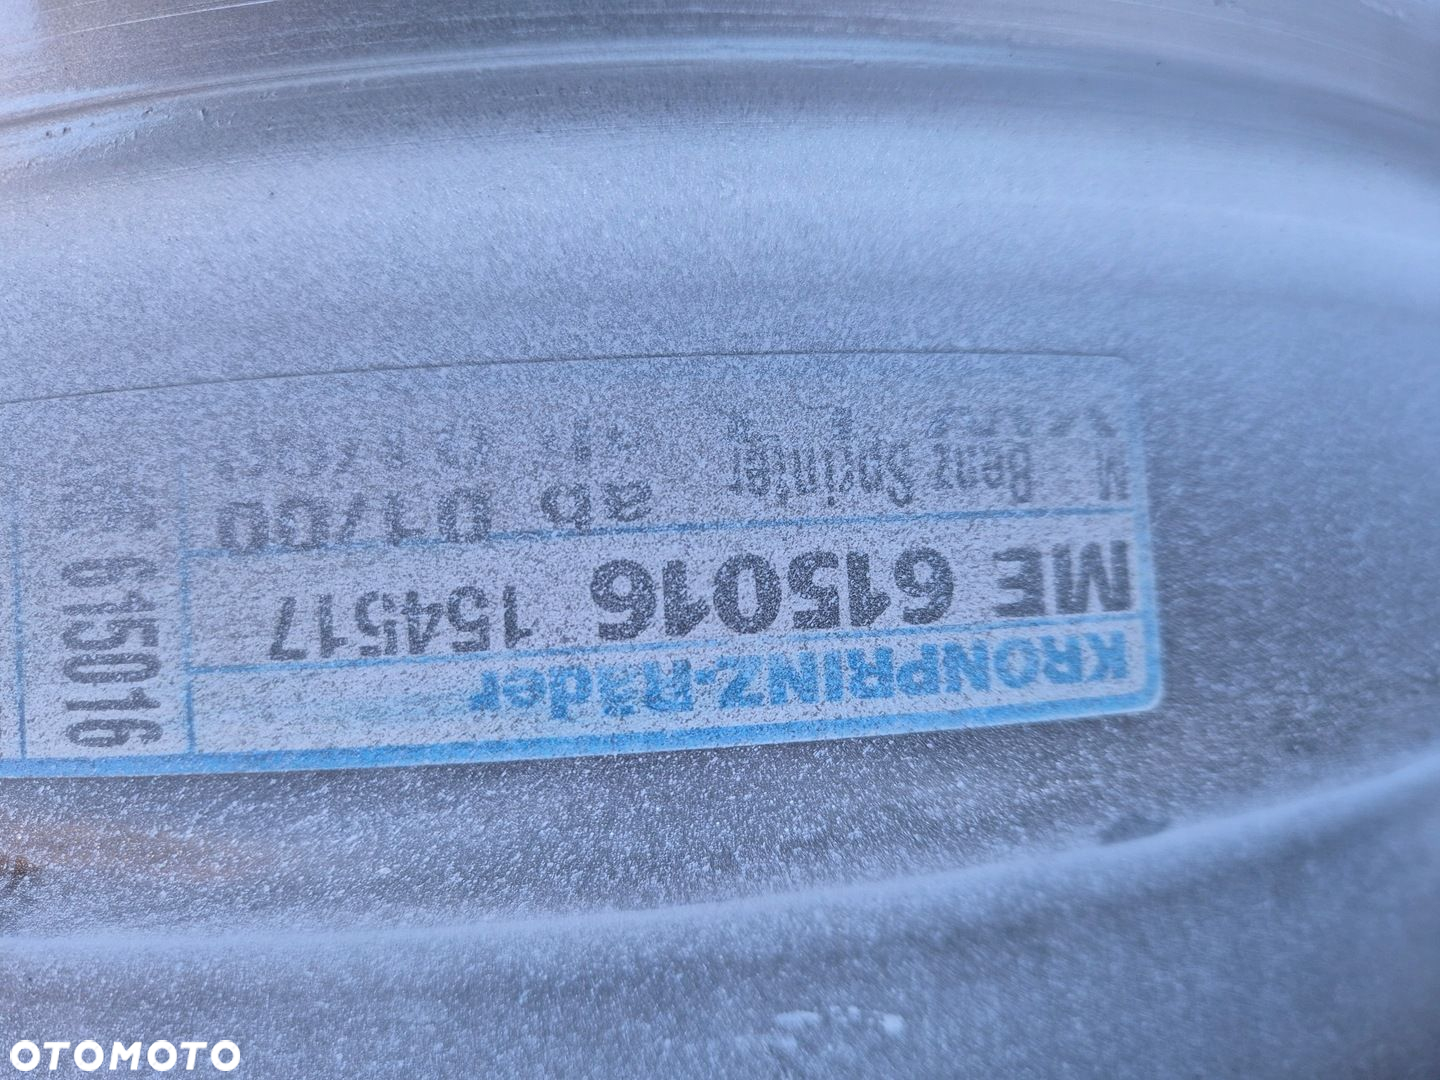 KRONPRINZ-Räder
ME 615016 154517
M. Benz Sprinter ab 01/00
615016
OTOMOTO